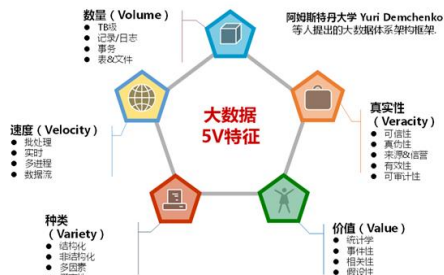 数量（Volume）
TB级
记录/日志
事务
表&文件
阿姆斯特丹大学 Yuri Demchenko
等人提出的大数据体系架构框架.
大数据
5V特征
真实性
（Veracity）
可信性
真伪性
来源&信誉
有效性
可审计性
速度（Velocity）
批处理
实时
多进程
数据流
种类
（Variety）
结构化
非结构化
多因素
价值（Value）
统计学
事件性
相关性
假设性